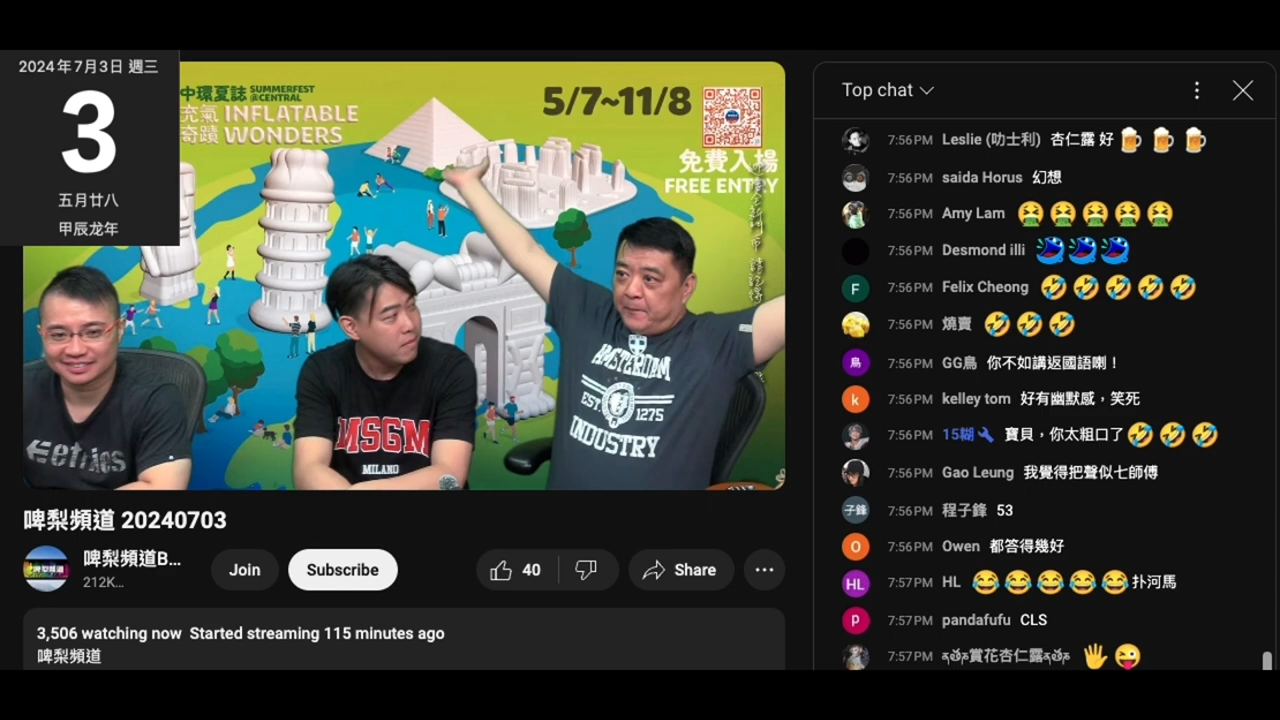 2024年7月3日 週三
3
五月廿八
甲辰龙年
中環夏誌 SUMMERFEST @CENTRAL
充氣 INFLATABLE
奇蹟 WONDERS
5/7~11/8
免費入場
FREE ENTRY
etnies
MSGM
MILANO
AMSTERDAM
EST. 1275
INDUSTRY
啤梨頻道 20240703
啤梨頻道B...
212K...
Join
Subscribe
40
Share
3,506 watching now Started streaming 115 minutes ago
啤梨頻道
Top chat
7:56PM Leslie (叻士利) 杏仁露 好🍺🍺🍺
7:56PM saida Horus 幻想
7:56PM Amy Lam 🤮🤮🤮🤮🤮
7:56PM Desmond illi
F 7:56PM Felix Cheong 🤣🤣🤣🤣🤣
7:56PM 燒賣 🤣🤣🤣
鳥 7:56PM GG鳥 你不如講返國語喇！
k 7:56PM kelley tom 好有幽默感，笑死
7:56PM 15糊🔧 寶貝，你太粗口了🤣🤣🤣
7:56PM Gao Leung 我覺得把聲似七師傅
子鋒 7:56PM 程子鋒 53
O 7:56PM Owen 都答得幾好
HL 7:57PM HL 😂😂😂😂😂扑河馬
P 7:57PM pandafufu CLS
7:57PM 賞花杏仁露 🖐😜